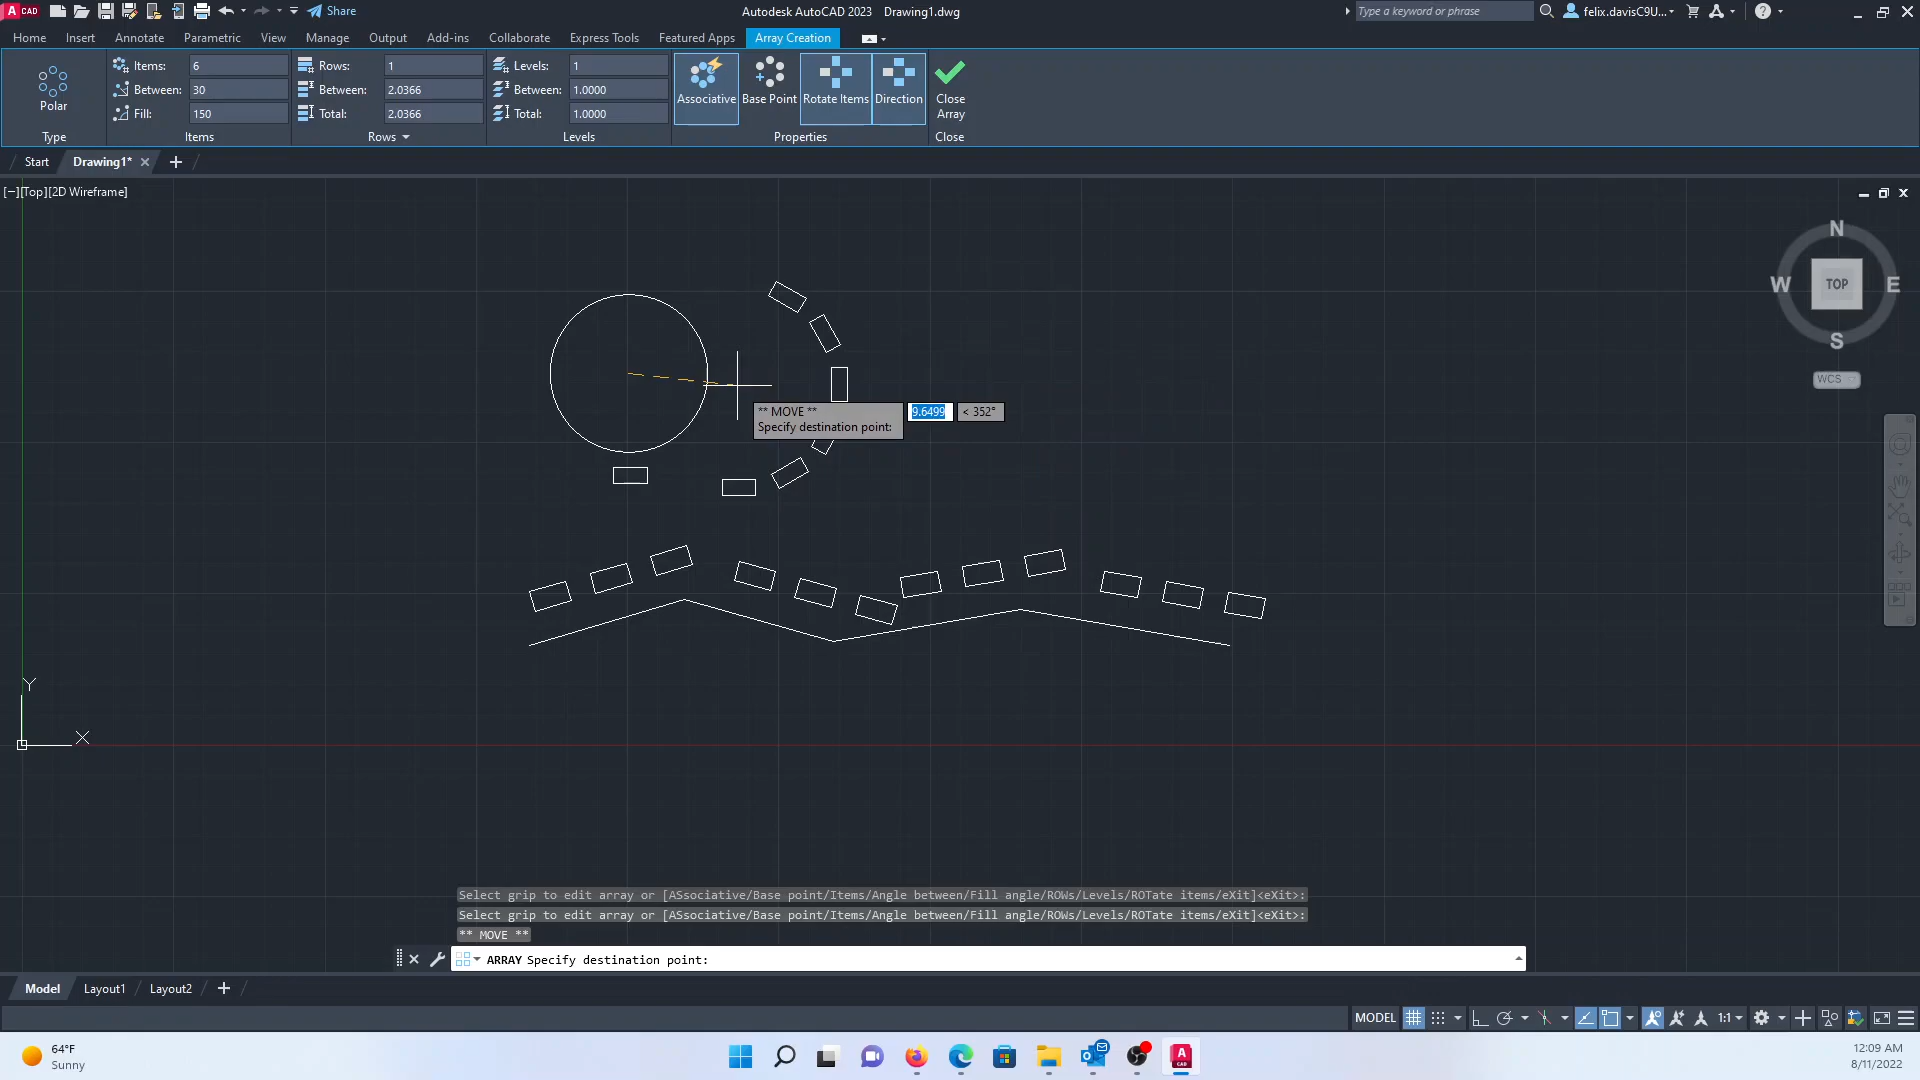 A CAD
Share
Autodesk AutoCAD 2023 Drawing1.dwg
Type a keyword or phrase
felix.davisC9U...
Home Insert Annotate Parametric View Manage Output Add-ins Collaborate Express Tools Featured Apps Array Creation
Items: 6 Rows: 1 Levels: 1
Between: 30 Between: 2.0366 Between: 1.0000
Fill: 150 Total: 2.0366 Total: 1.0000
Polar Associative Base Point Rotate Items Direction Close Array
Type Items Rows Levels Properties Close
Start Drawing1*
[−][Top][2D Wireframe]
N
W TOP E
S
WCS
** MOVE ** 9.6499 < 352°
Specify destination point:
Y
X
Select grip to edit array or [ASsociative/Base point/Items/Angle between/Fill angle/ROWs/Levels/ROTate items/eXit]<eXit>:
Select grip to edit array or [ASsociative/Base point/Items/Angle between/Fill angle/ROWs/Levels/ROTate items/eXit]<eXit>:
** MOVE **
ARRAY Specify destination point:
Model Layout1 Layout2
MODEL 1:1
64°F
Sunny
A CAD
12:09 AM
8/11/2022